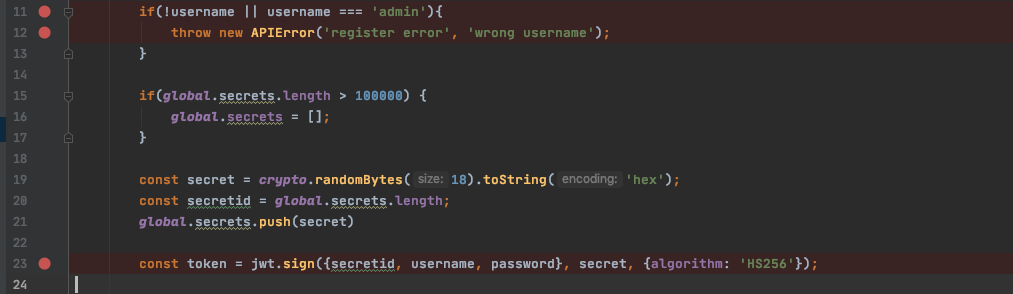 11 if(!username || username === 'admin'){
12 throw new APIError('register error', 'wrong username');
13 }
14
15 if(global.secrets.length > 100000) {
16 global.secrets = [];
17 }
18
19 const secret = crypto.randomBytes( size: 18).toString( encoding: 'hex');
20 const secretid = global.secrets.length;
21 global.secrets.push(secret)
22
23 const token = jwt.sign({secretid, username, password}, secret, {algorithm: 'HS256'});
24